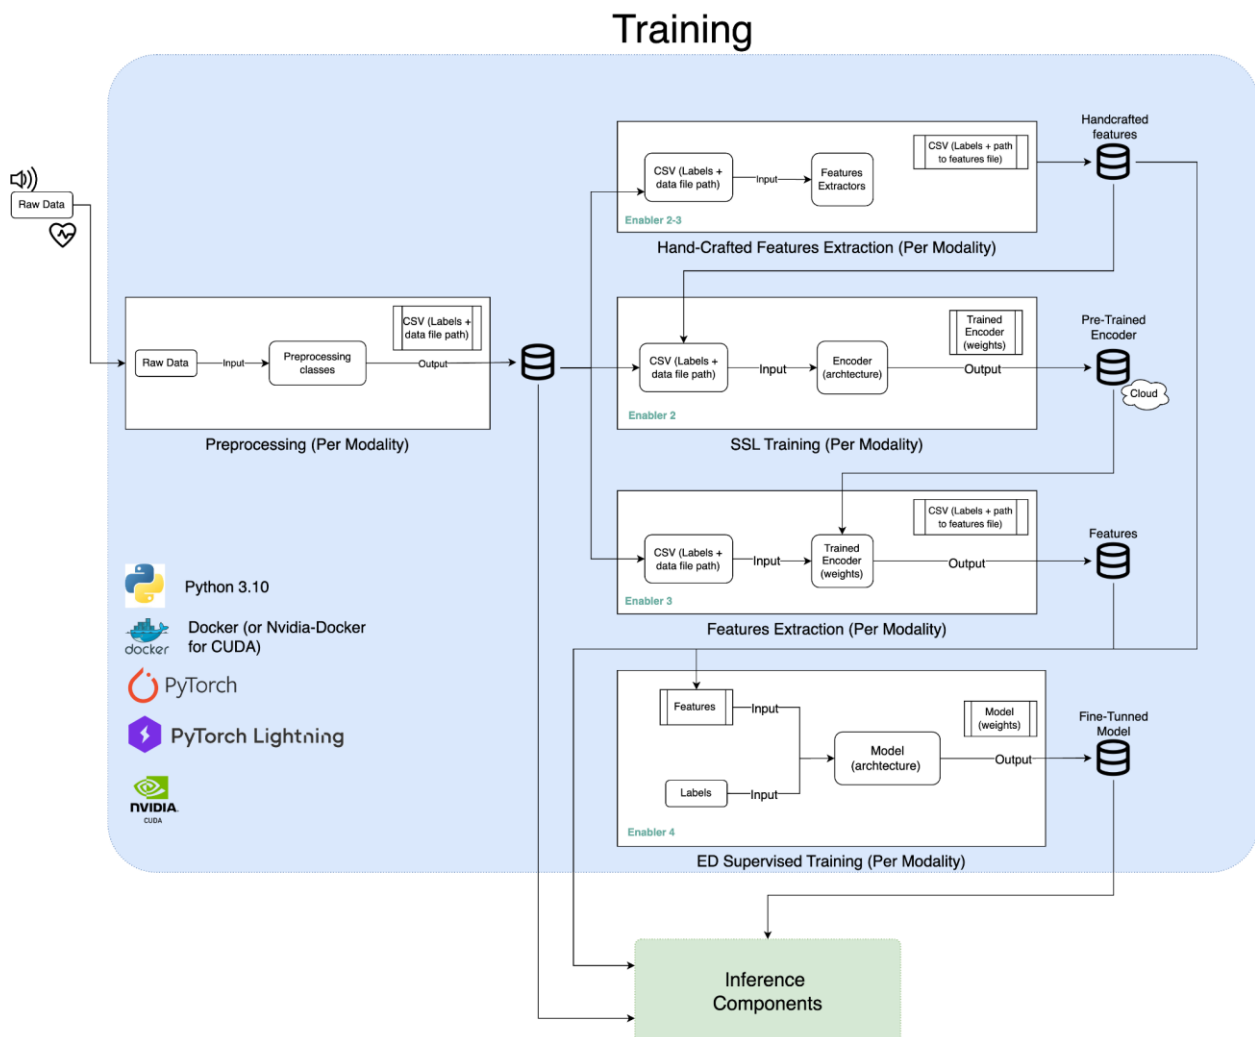 Training
Raw Data
Handcrafted
features
CSV (Labels +
data file path)
Input
Features
Extractors
CSV (Labels + path
to features file)
Enabler 2-3
Hand-Crafted Features Extraction (Per Modality)
Raw Data
Input
Preprocessing
classes
CSV (Labels +
data file path)
Output
Preprocessing (Per Modality)
CSV (Labels +
data file path)
Input
Encoder
(archtecture)
Trained
Encoder
(weights)
Output
Enabler 2
SSL Training (Per Modality)
Pre-Trained
Encoder
Cloud
CSV (Labels +
data file path)
Input
Trained
Encoder
(weights)
CSV (Labels + path
to features file)
Output
Enabler 3
Features Extraction (Per Modality)
Features
Python 3.10
docker
Docker (or Nvidia-Docker
for CUDA)
PyTorch
PyTorch Lightning
NVIDIA.
CUDA
Features
Input
Labels
Input
Model
(archtecture)
Model
(weights)
Output
Enabler 4
ED Supervised Training (Per Modality)
Fine-Tunned
Model
Inference
Components